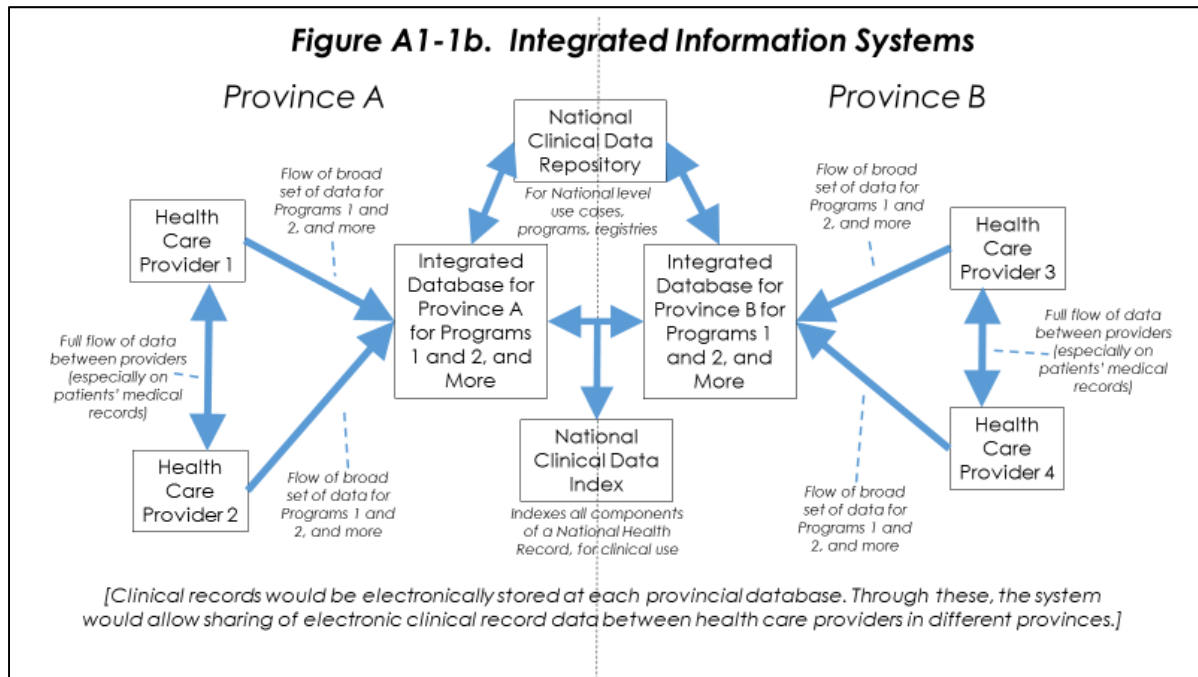 Figure A1-1b. Integrated Information Systems
Province A
Province B
National
Clinical Data
Repository
For National level
use cases,
programs, registries
Flow of broad
set of data for
Programs 1 and
2, and more
Flow of broad
set of data for
Programs 1 and
2, and more
Health
Care
Provider 1
Integrated
Database for
Province A
for Programs
1 and 2, and
More
Integrated
Database for
Province B for
Programs 1
and 2, and
More
Health
Care
Provider 3
Full flow of data
between providers
(especially on
patients' medical
records)
Full flow of data
between providers
(especially on
patients' medical
records)
Health
Care
Provider 2
Flow of broad
set of data for
Programs 1 and
2, and more
National
Clinical Data
Index
Indexes all components
of a National Health
Record, for clinical use
Flow of broad
set of data for
Programs 1 and
2, and more
Health
Care
Provider 4
[Clinical records would be electronically stored at each provincial database. Through these, the system
would allow sharing of electronic clinical record data between health care providers in different provinces.]